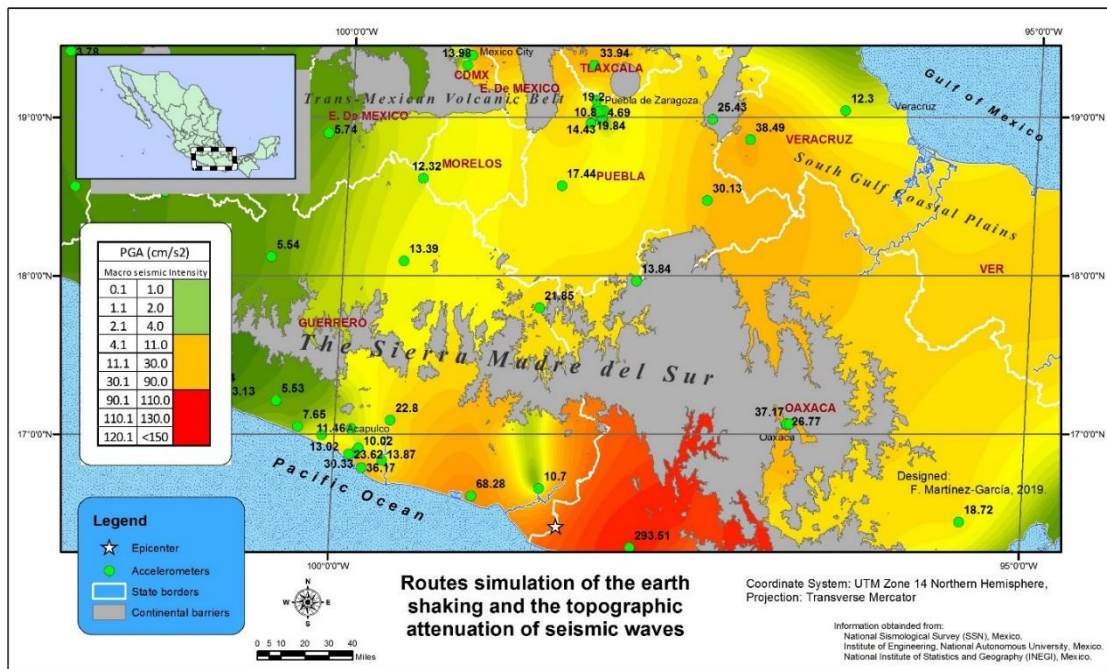 100°0'0"W
95°0'0"W
3.78
13.98
Mexico City
33.94
CDMX
TLAXCALA
E. De MEXICO
Trans-Mexican Volcanic Belt
19.2
Puebla de Zaragoza
10.8
4.69
14.43
19.84
25.43
12.3
Veracruz
Gulf of Mexico
19°0'0"N
19°0'0"N
E. De MEXICO
5.74
38.49
VERACRUZ
12.32
MORELOS
17.44
PUEBLA
30.13
South Gulf Coastal Plains
5.54
13.39
13.84
VER
18°0'0"N
18°0'0"N
21.85
GUERRERO
The Sierra Madre del Sur
3.13
5.53
7.65
22.8
11.46
Acapulco
37.17
OAXACA
26.77
Oaxaca
17°0'0"N
17°0'0"N
13.02
10.02
23.62
13.87
30.33
36.17
Pacific Ocean
68.28
10.7
293.51
18.72
Designed:
F. Martínez-García, 2019.
PGA (cm/s2)
Macro seismic Intensity
0.1 1.0
1.1 2.0
2.1 4.0
4.1 11.0
11.1 30.0
30.1 90.0
90.1 110.0
110.1 130.0
120.1 <150
Legend
Epicenter
Accelerometers
State borders
Continental barriers
100°0'0"W
95°0'0"W
N
W
E
S
0 5 10 20 30 40
Miles
Routes simulation of the earth
shaking and the topographic
attenuation of seismic waves
Coordinate System: UTM Zone 14 Northern Hemisphere,
Projection: Transverse Mercator
Information obtainded from:
National Sismological Survey (SSN), Mexico.
Institute of Engineering, National Autonomous University, Mexico.
National Institute of Statistics and Geography (INEGI), Mexico.